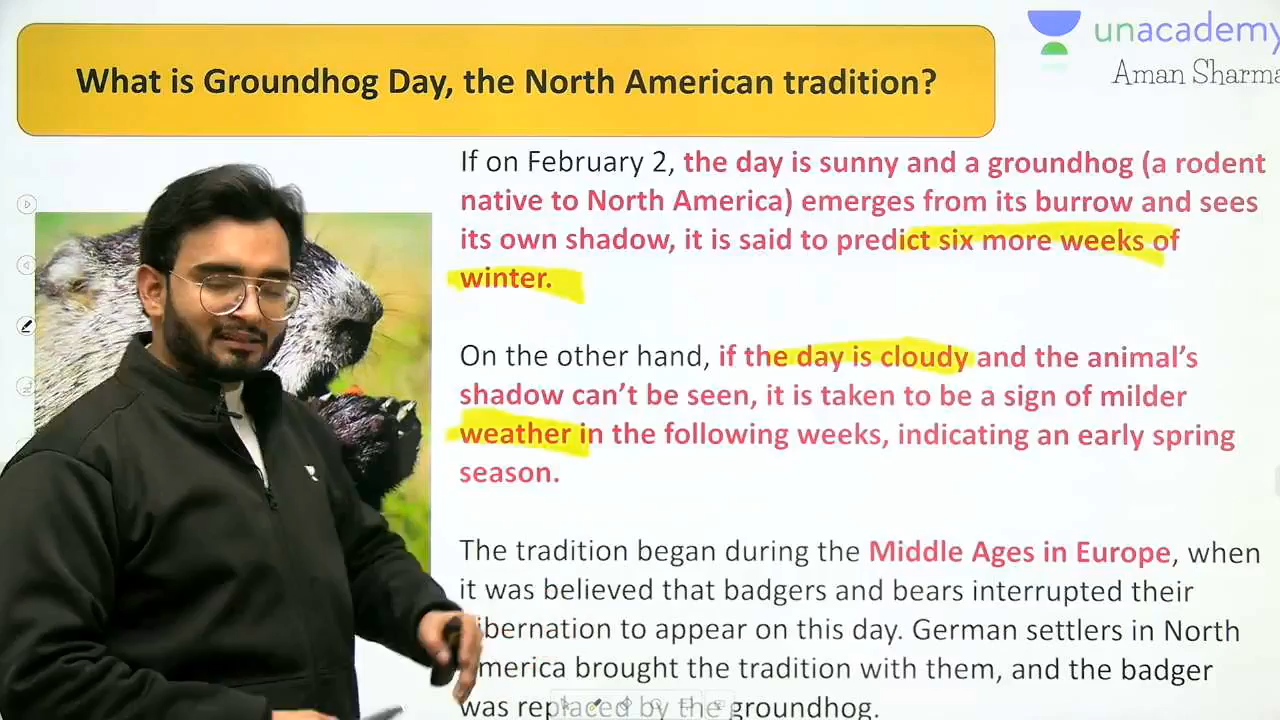 What is Groundhog Day, the North American tradition?
unacademy
Aman Sharma
If on February 2, the day is sunny and a groundhog (a rodent
native to North America) emerges from its burrow and sees
its own shadow, it is said to predict six more weeks of
winter.
On the other hand, if the day is cloudy and the animal’s
shadow can’t be seen, it is taken to be a sign of milder
weather in the following weeks, indicating an early spring
season.
The tradition began during the Middle Ages in Europe, when
it was believed that badgers and bears interrupted their
hibernation to appear on this day. German settlers in North
America brought the tradition with them, and the badger
was replaced by the groundhog.